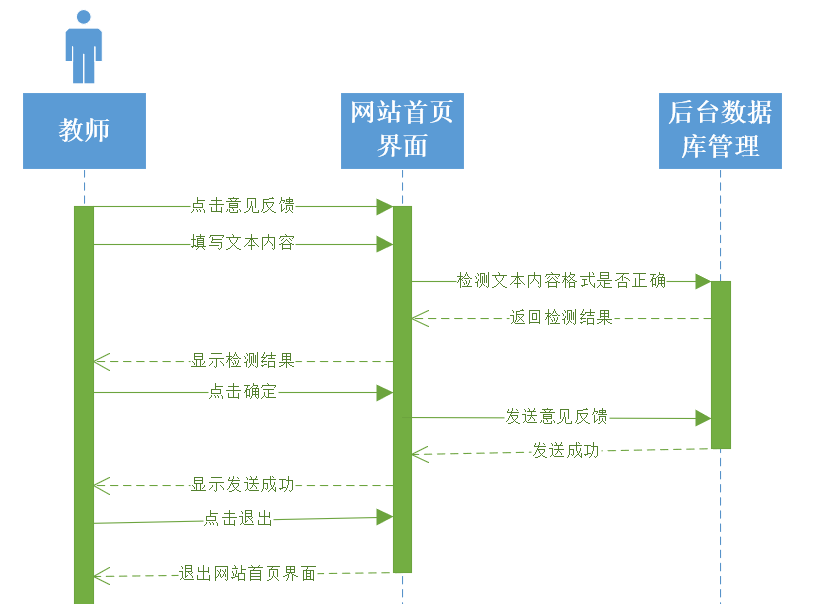 教师
网站首页
界面
后台数据
库管理
点击意见反馈
填写文本内容
检测文本内容格式是否正确
返回检测结果
显示检测结果
点击确定
发送意见反馈
发送成功
显示发送成功
点击退出
退出网站首页界面